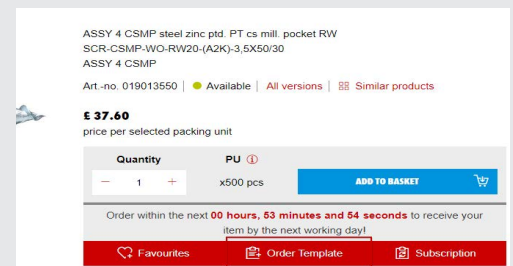 ASSY 4 CSMP steel zinc ptd. PT cs mill. pocket RW
SCR-CSMP-WO-RW20-(A2K)-3,5X50/30
ASSY 4 CSMP
Art.-no. 019013550 | Available | All versions | Similar products
£ 37.60
price per selected packing unit
Quantity PU
− 1 + x500 pcs ADD TO BASKET
Order within the next 00 hours, 53 minutes and 54 seconds to receive your
item by the next working day!
Favourites Order Template Subscription